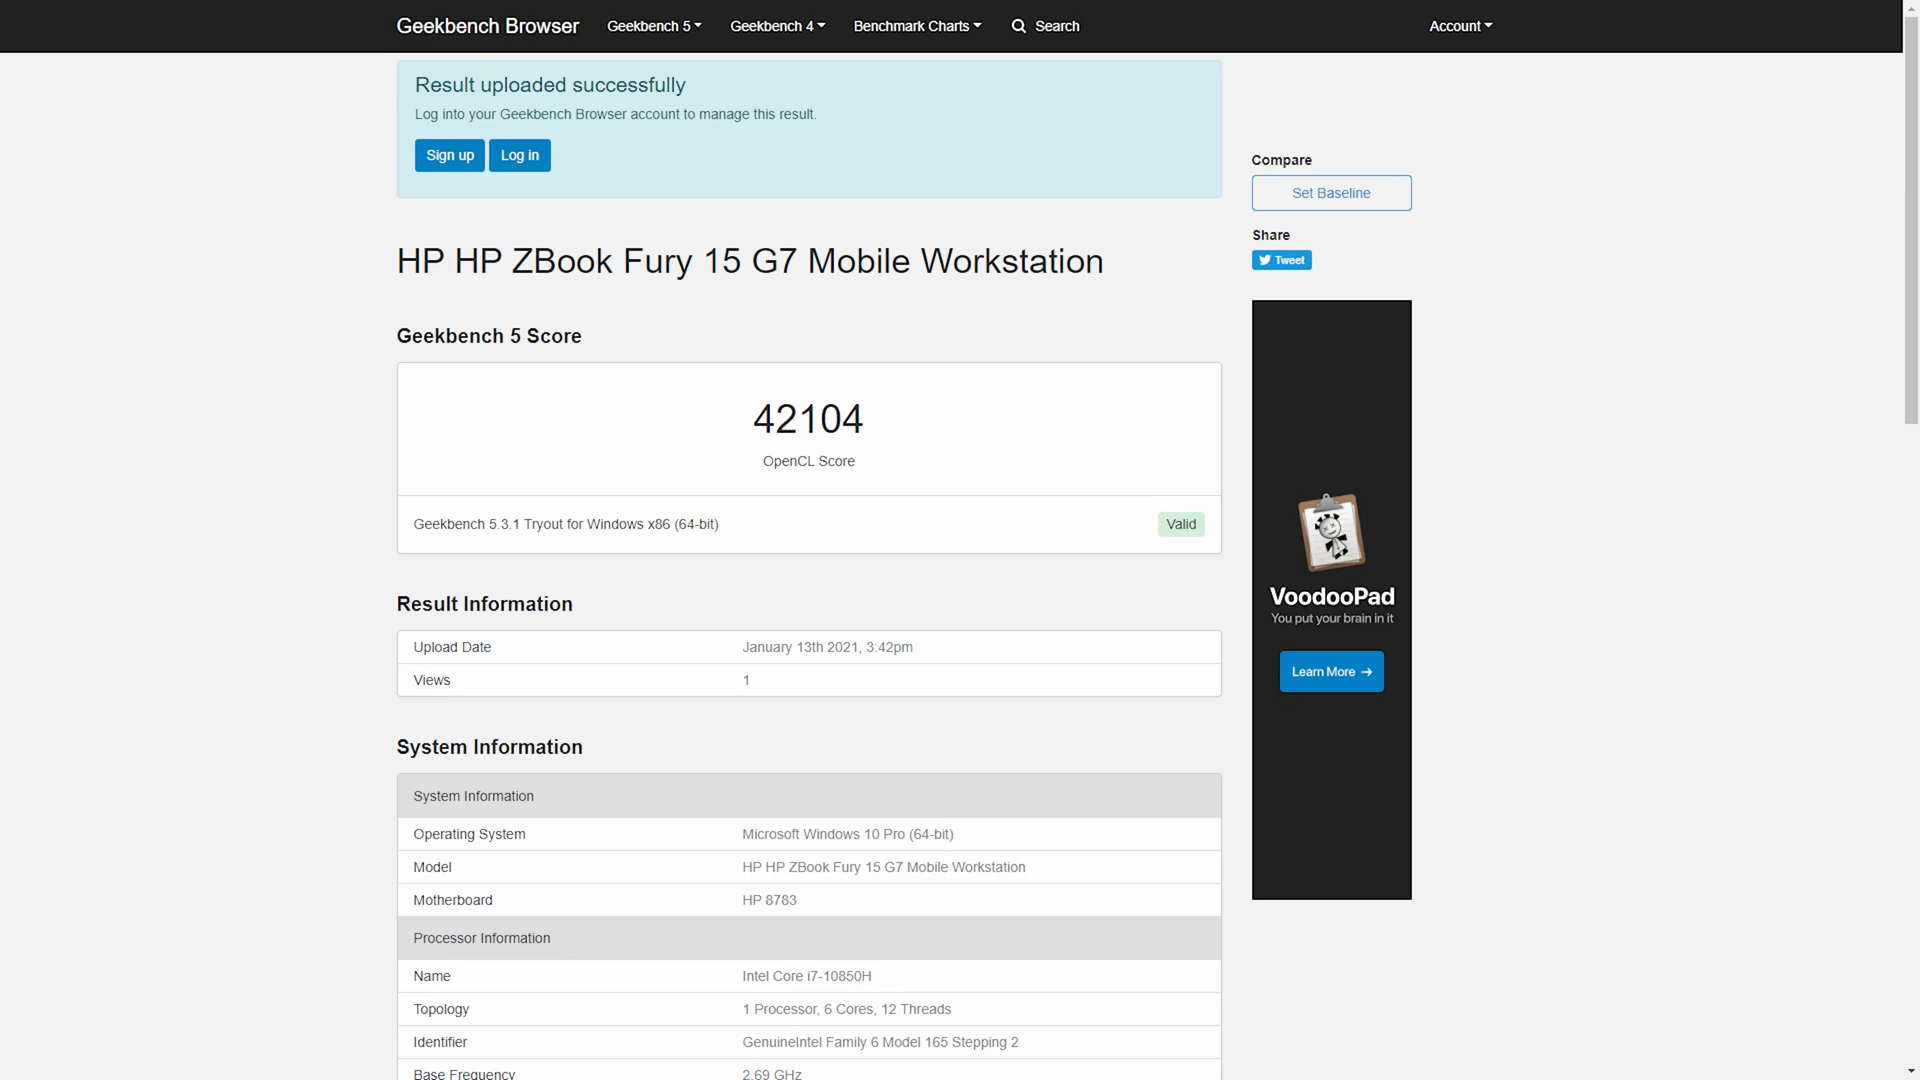 Geekbench Browser Geekbench 5 Geekbench 4 Benchmark Charts Search Account
Result uploaded successfully
Log into your Geekbench Browser account to manage this result.
Sign up Log in
Compare
Set Baseline
Share
Tweet
HP HP ZBook Fury 15 G7 Mobile Workstation
Geekbench 5 Score
42104
OpenCL Score
Geekbench 5.3.1 Tryout for Windows x86 (64-bit) Valid
VoodooPad
You put your brain in it
Learn More →
Result Information
Upload Date January 13th 2021, 3:42pm
Views 1
System Information
System Information
Operating System Microsoft Windows 10 Pro (64-bit)
Model HP HP ZBook Fury 15 G7 Mobile Workstation
Motherboard HP 8783
Processor Information
Name Intel Core i7-10850H
Topology 1 Processor, 6 Cores, 12 Threads
Identifier GenuineIntel Family 6 Model 165 Stepping 2
Base Frequency 2.69 GHz